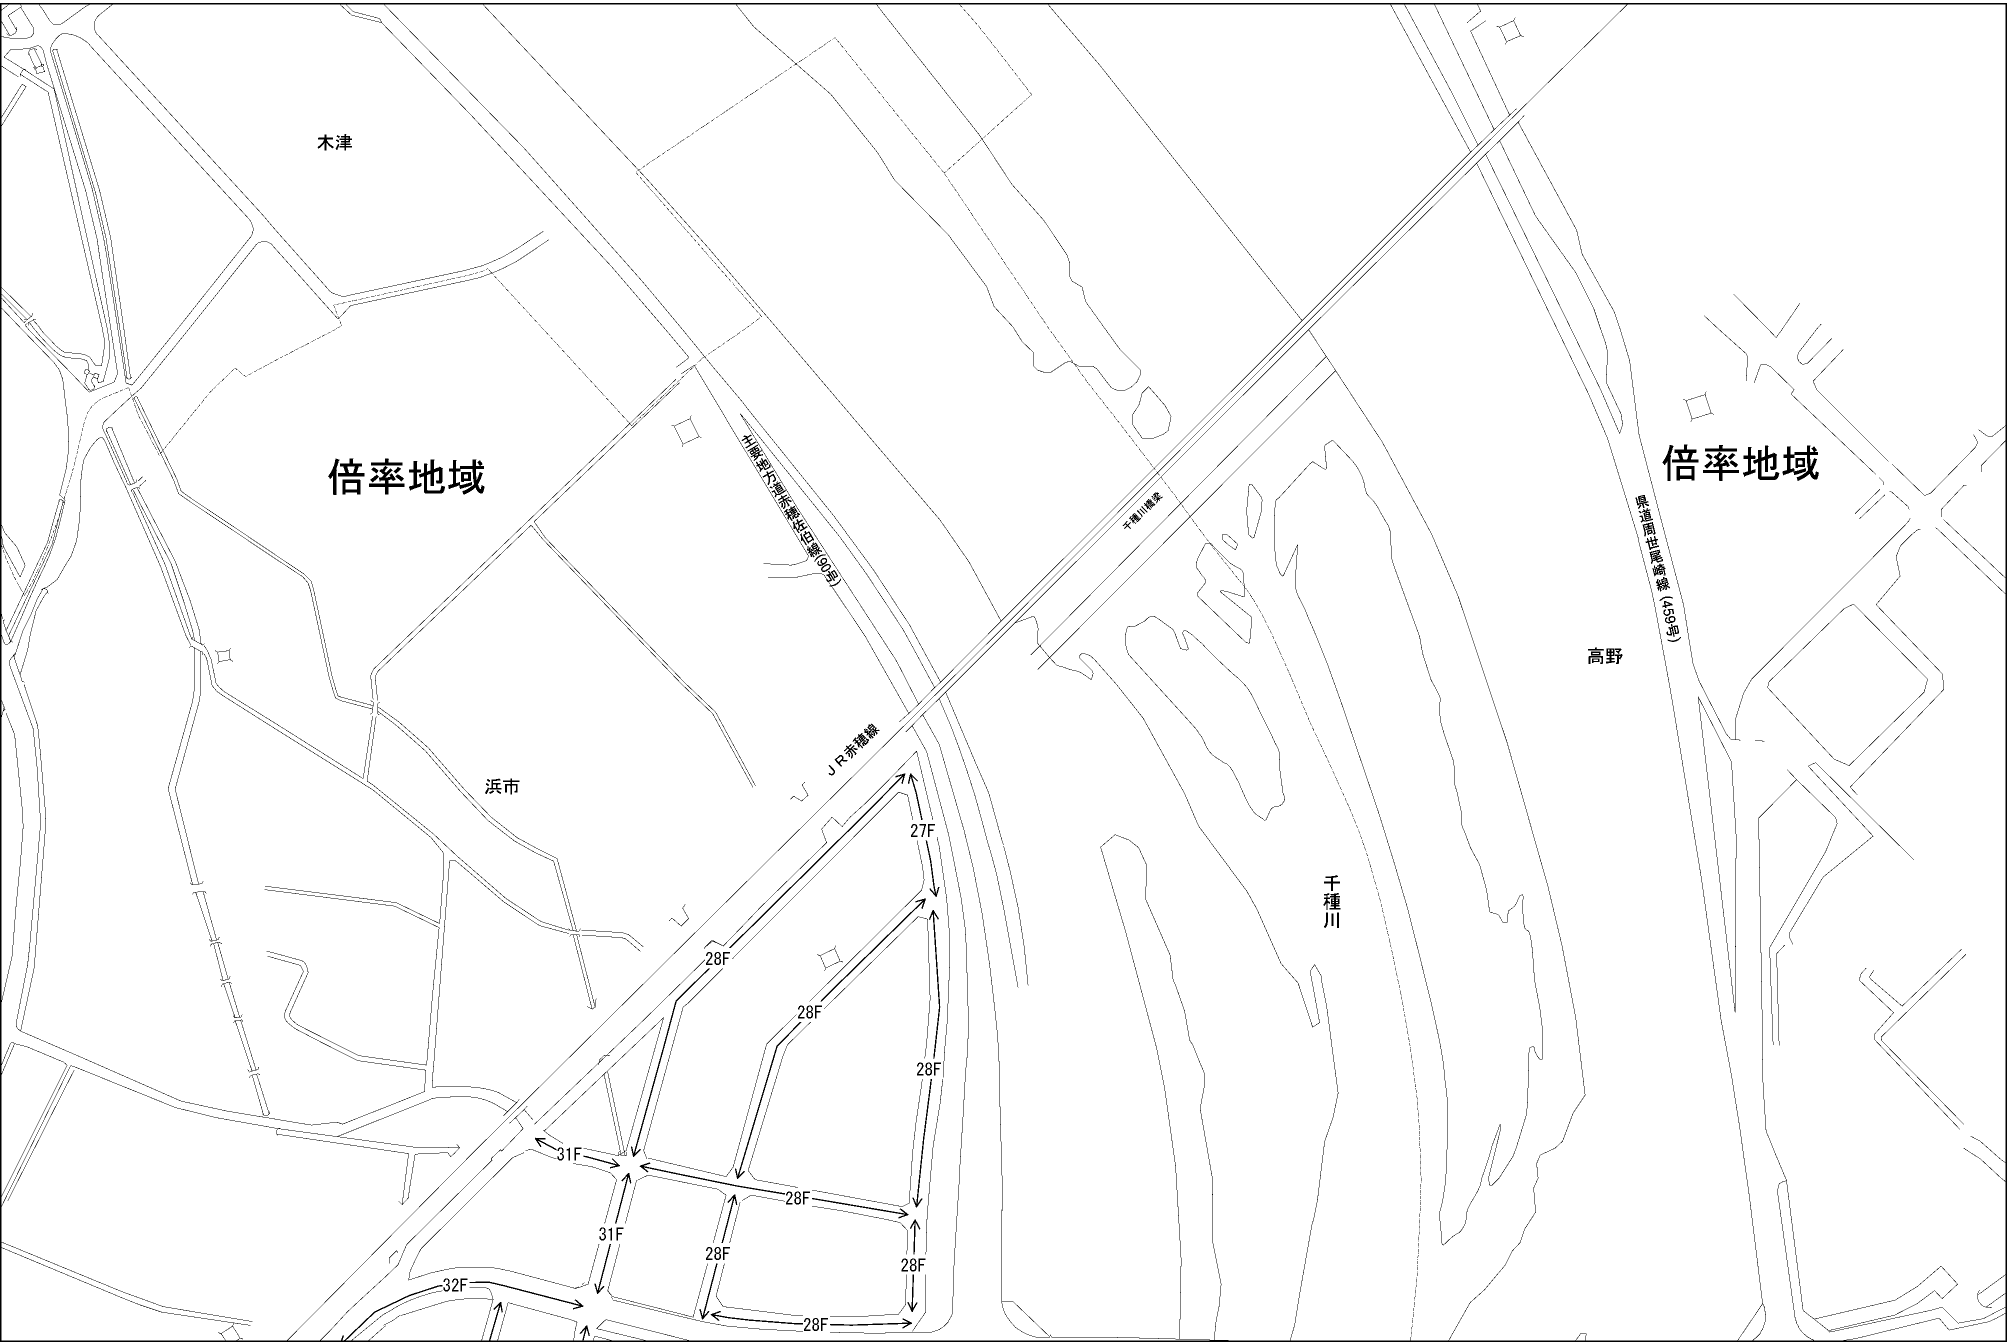 木津
倍率地域
主要地方道赤穂佐伯線(90号)
千種川橋梁
倍率地域
県道周世尾崎線(459号)
高野
JR赤穂線
浜市
27F
千種川
28F
28F
28F
31F
28F
31F
28F
28F
32F
28F